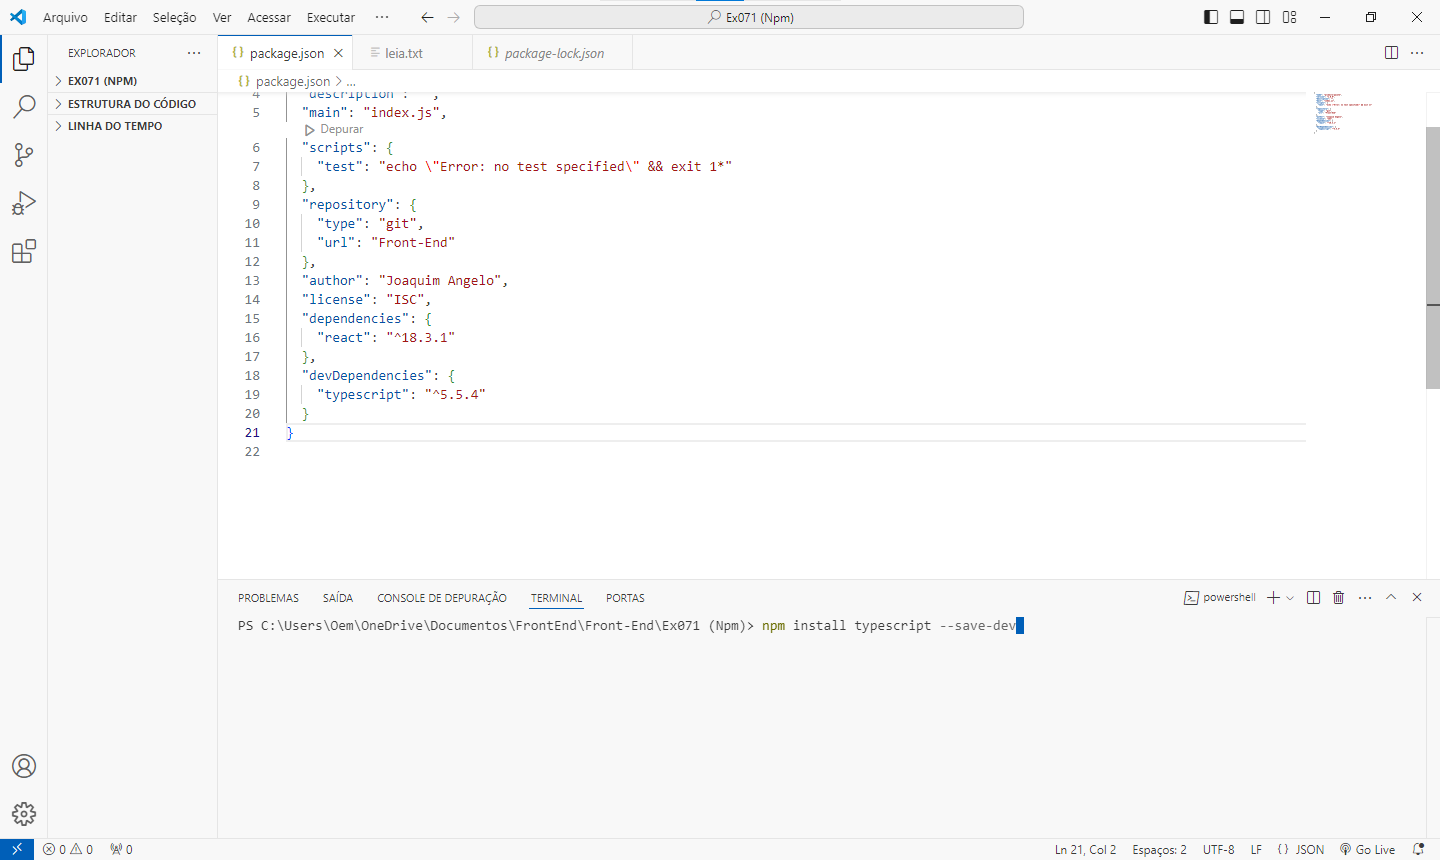 Arquivo Editar Seleção Ver Acessar Executar ··· Ex071 (Npm)
EXPLORADOR ···
EX071 (NPM)
ESTRUTURA DO CÓDIGO
LINHA DO TEMPO
{} package.json leia.txt {} package-lock.json ···
{} package.json > ...
4 "description": "",
5 "main": "index.js",
Depurar
6 "scripts": {
7 "test": "echo \"Error: no test specified\" && exit 1*"
8 },
9 "repository": {
10 "type": "git",
11 "url": "Front-End"
12 },
13 "author": "Joaquim Angelo",
14 "license": "ISC",
15 "dependencies": {
16 "react": "^18.3.1"
17 },
18 "devDependencies": {
19 "typescript": "^5.5.4"
20 }
21 }
22
PROBLEMAS SAÍDA CONSOLE DE DEPURAÇÃO TERMINAL PORTAS powershell ···
PS C:\Users\Oem\OneDrive\Documentos\FrontEnd\Front-End\Ex071 (Npm)> npm install typescript --save-dev
0 0 0 Ln 21, Col 2 Espaços: 2 UTF-8 LF {} JSON Go Live